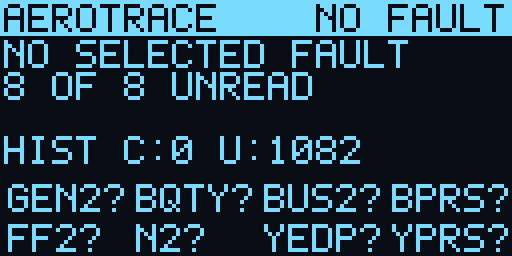 AEROTRACE NO FAULT
NO SELECTED FAULT
8 OF 8 UNREAD
HIST C:0 U:1082
GEN2? BQTY? BUS2? BPRS?
FF2? N2? YEDP? YPRS?